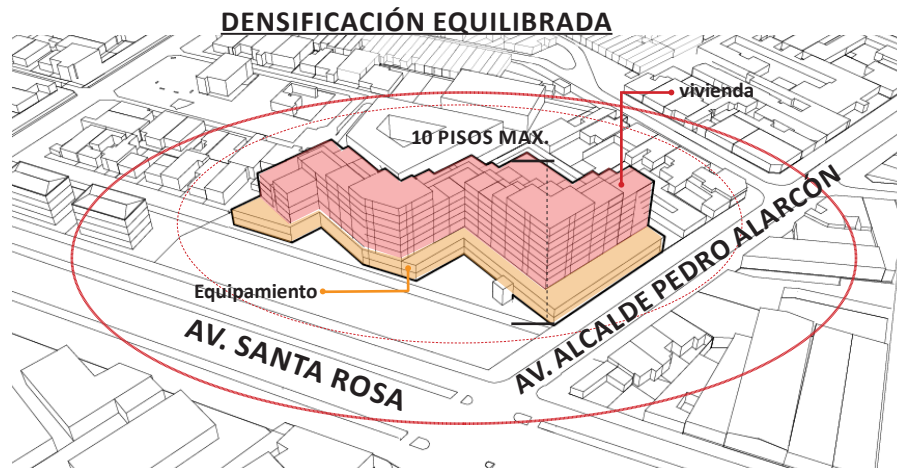 DENSIFICACIÓN EQUILIBRADA
vivienda
10 PISOS MAX.
Equipamiento
AV. SANTA ROSA
AV. ALCALDE PEDRO ALARCÓN